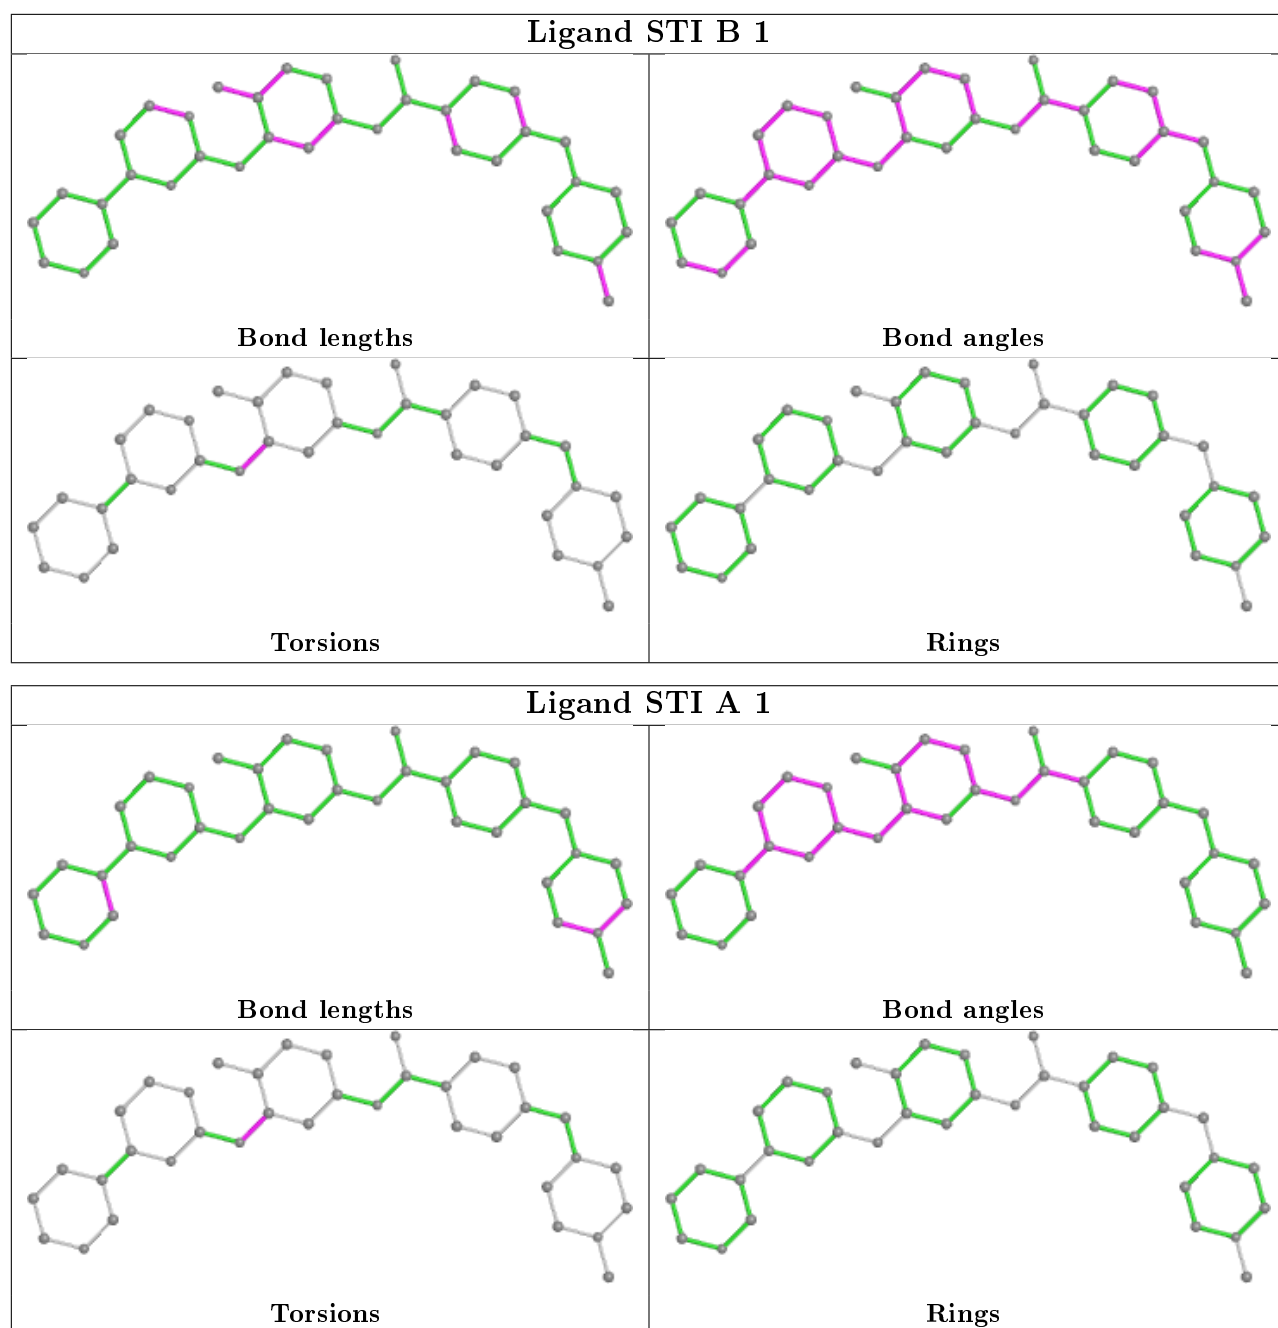 Ligand STI B 1
Bond lengths
Bond angles
Torsions
Rings
Ligand STI A 1
Bond lengths
Bond angles
Torsions
Rings